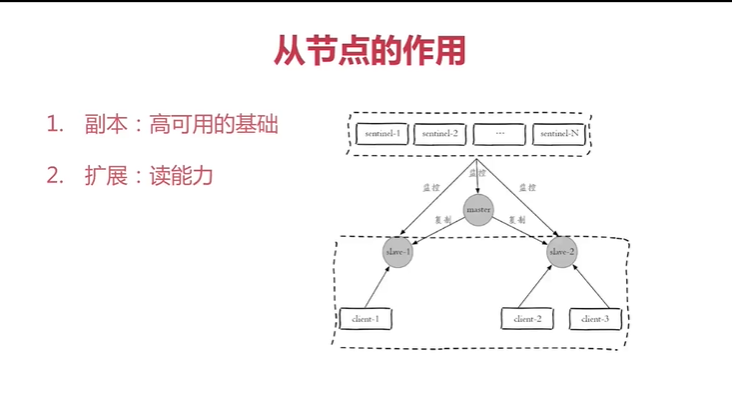 从节点的作用
1. 副本：高可用的基础
2. 扩展：读能力
sentinel-1 sentinel-2 ... sentinel-N
监控 监控 监控
master
复制 复制
slave-1 slave-2
client-1 client-2 client-3